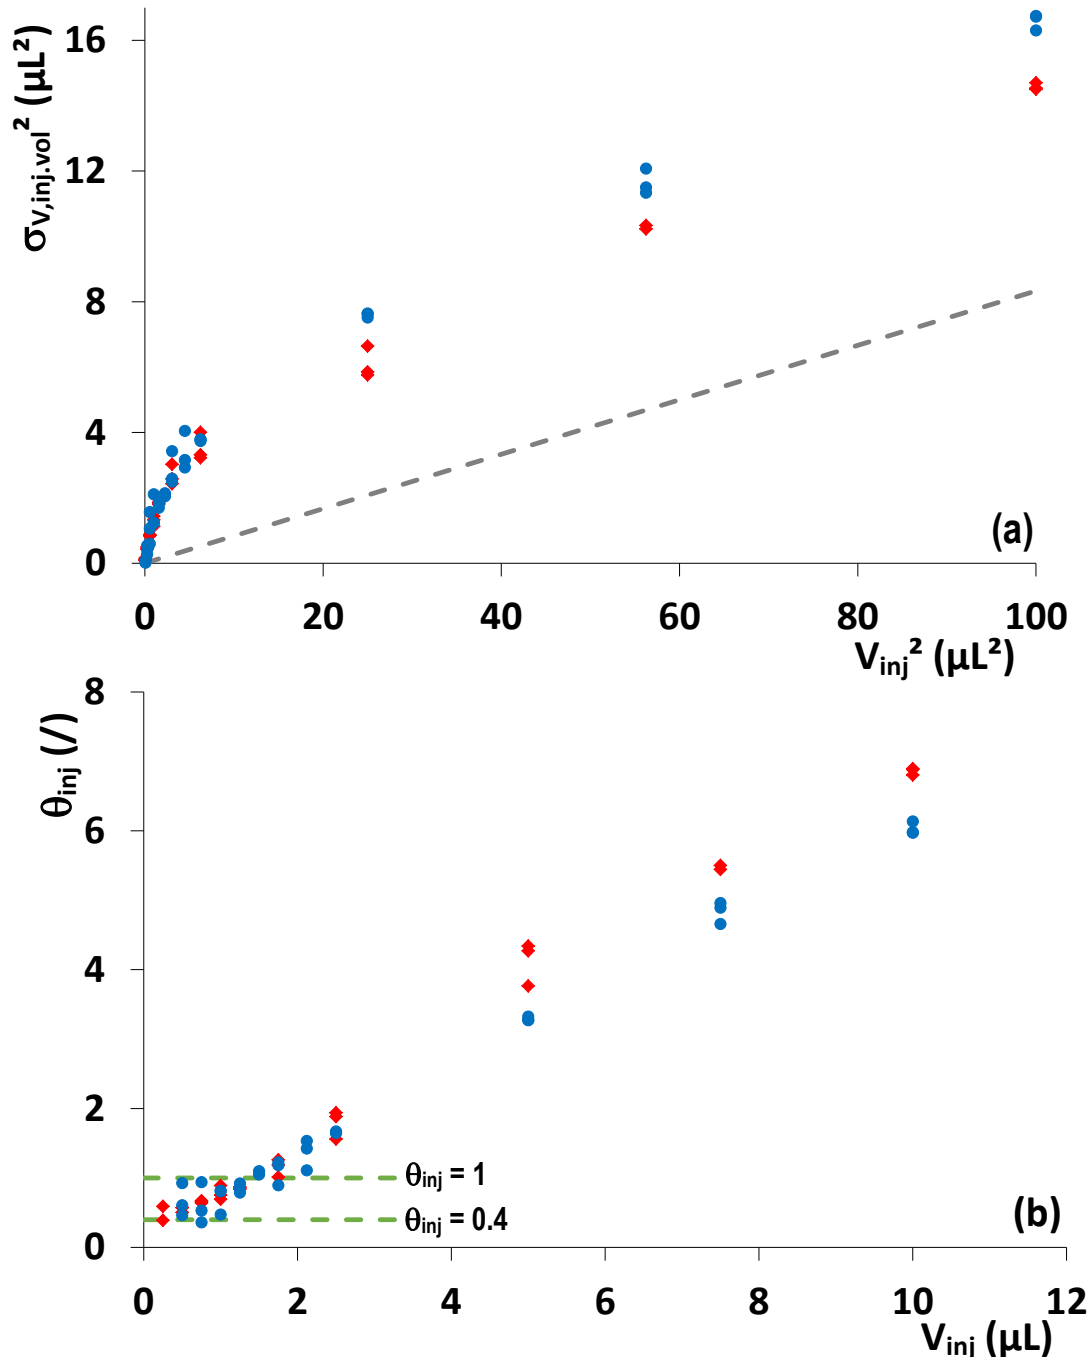 σV,inj.vol² (µL²)
16
12
8
4
0
(a)
0 20 40 60 80 100
Vinj² (µL²)
8
θinj (/)
6
4
2
θinj = 1
θinj = 0.4
(b)
0
0 2 4 6 8 10 12
Vinj (µL)